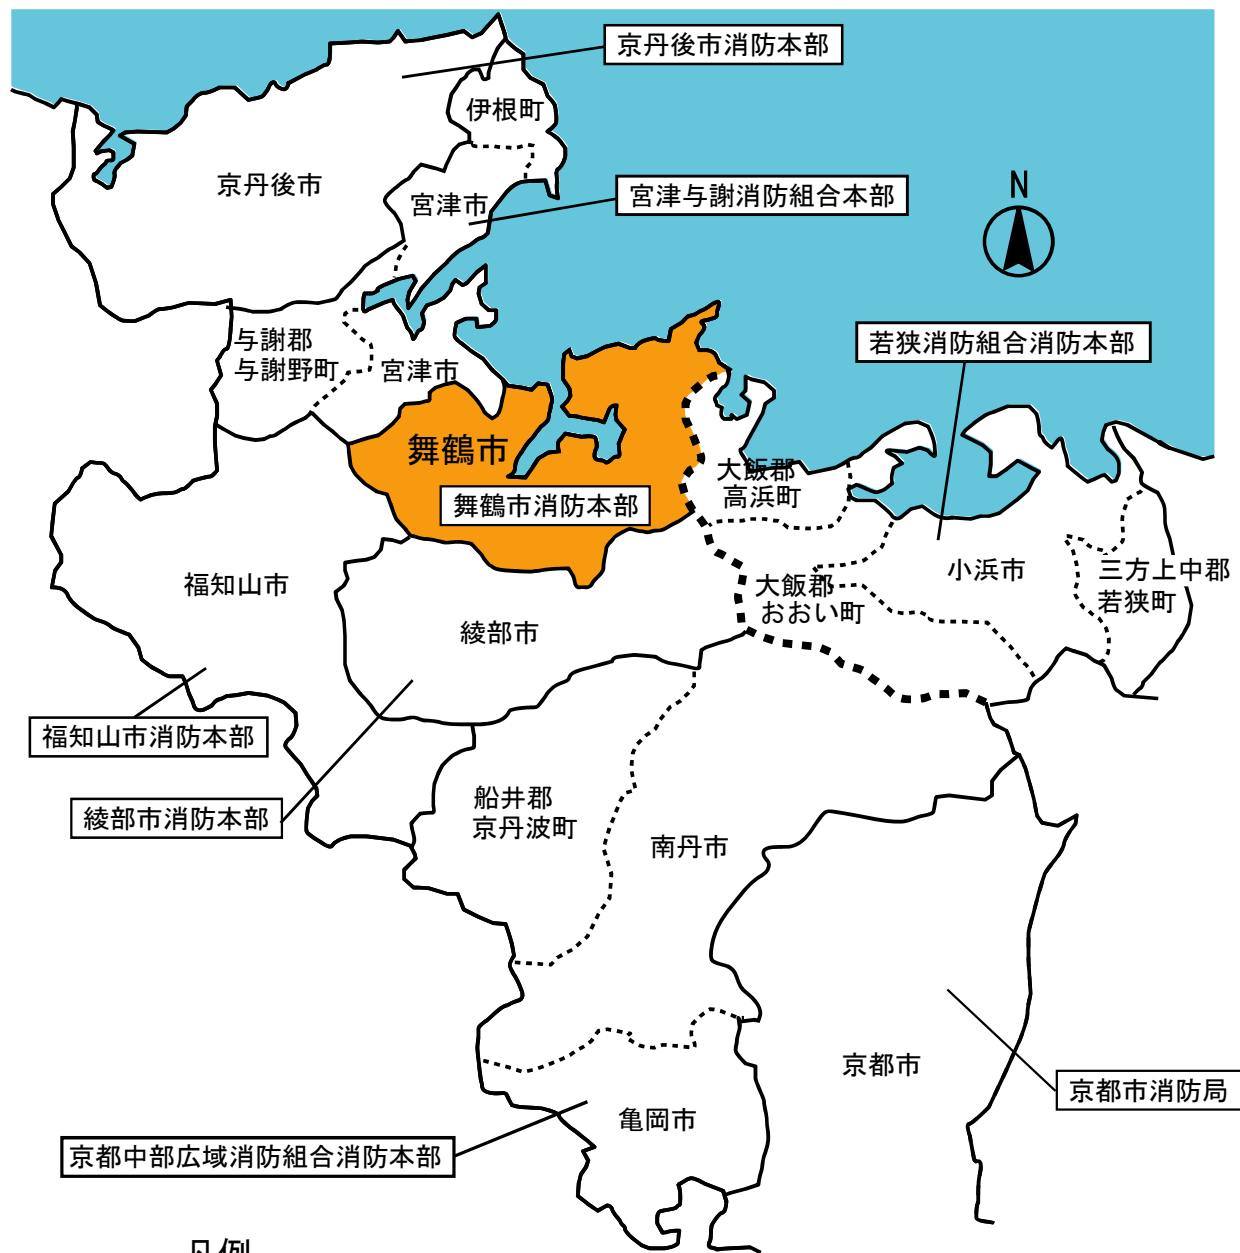 京丹後市消防本部
伊根町
京丹後市
宮津市
宮津与謝消防組合本部
N
与謝郡
与謝野町
宮津市
若狭消防組合消防本部
舞鶴市
舞鶴市消防本部
大飯郡
高浜町
福知山市
小浜市
三方上中郡
若狭町
大飯郡
おおい町
綾部市
福知山市消防本部
綾部市消防本部
船井郡
京丹波町
南丹市
京都市
京都市消防局
亀岡市
京都中部広域消防組合消防本部
凡例